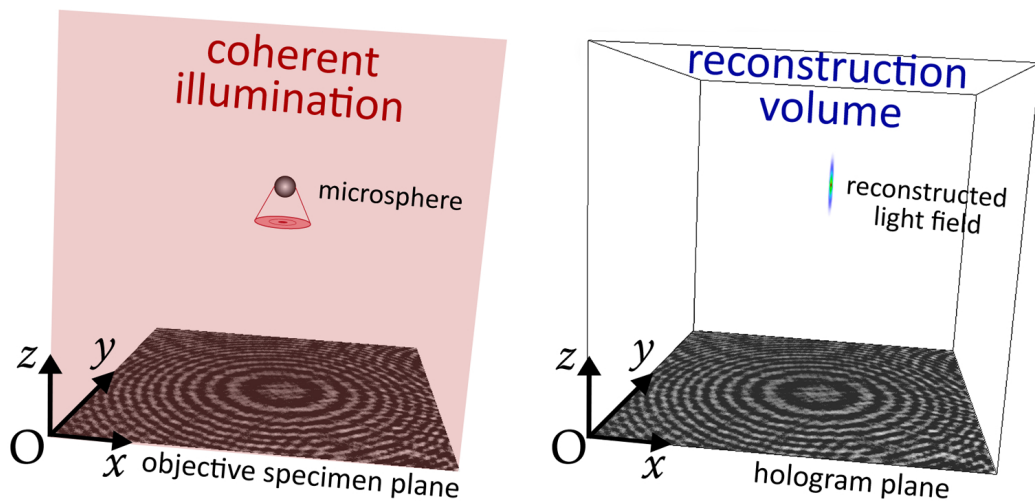 coherent
illumination
microsphere
z
y
O
x
objective specimen plane
reconstruction
volume
reconstructed
light field
z
y
O
x
hologram plane